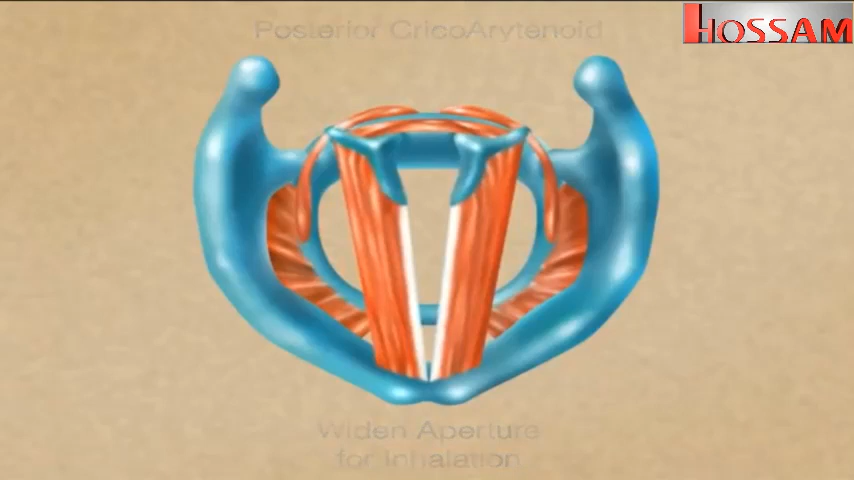 Posterior CricoArytenoid
HOSSAM
Widen Aperture
for Inhalation